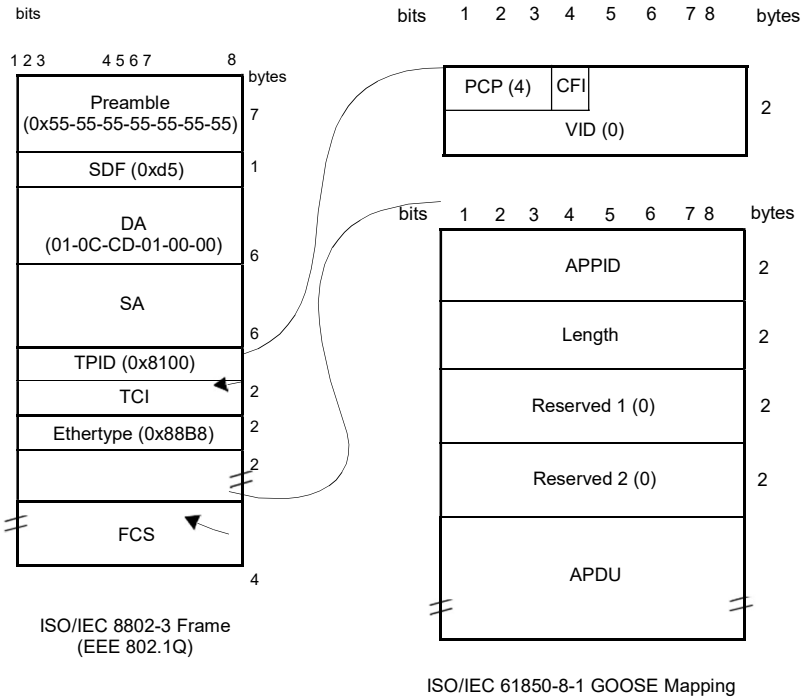 bits
1 2 3 4 5 6 7 8
bytes
Preamble
(0x55-55-55-55-55-55-55)
7
SDF (0xd5)
1
DA
(01-0C-CD-01-00-00)
6
SA
6
TPID (0x8100)
TCI
2
Ethertype (0x88B8)
2
2
FCS
4
ISO/IEC 8802-3 Frame
(EEE 802.1Q)
bits 1 2 3 4 5 6 7 8 bytes
PCP (4) CFI
VID (0)
2
bits 1 2 3 4 5 6 7 8 bytes
APPID 2
Length 2
Reserved 1 (0) 2
Reserved 2 (0) 2
APDU
ISO/IEC 61850-8-1 GOOSE Mapping